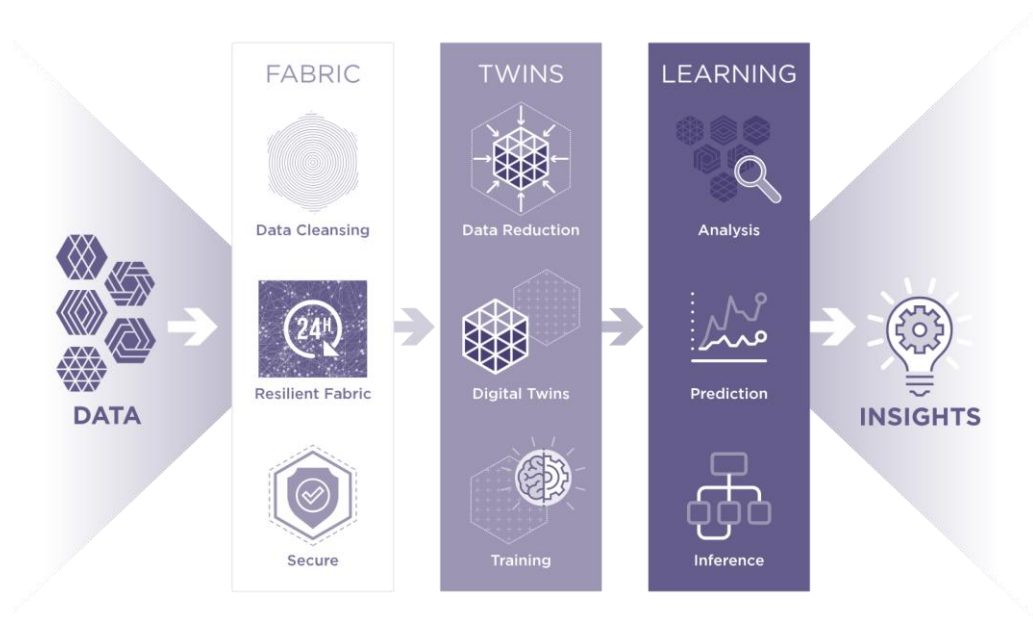 FABRIC
Data Cleansing
24H
Resilient Fabric
Secure
TWINS
Data Reduction
Digital Twins
Training
LEARNING
Analysis
Prediction
Inference
DATA
INSIGHTS